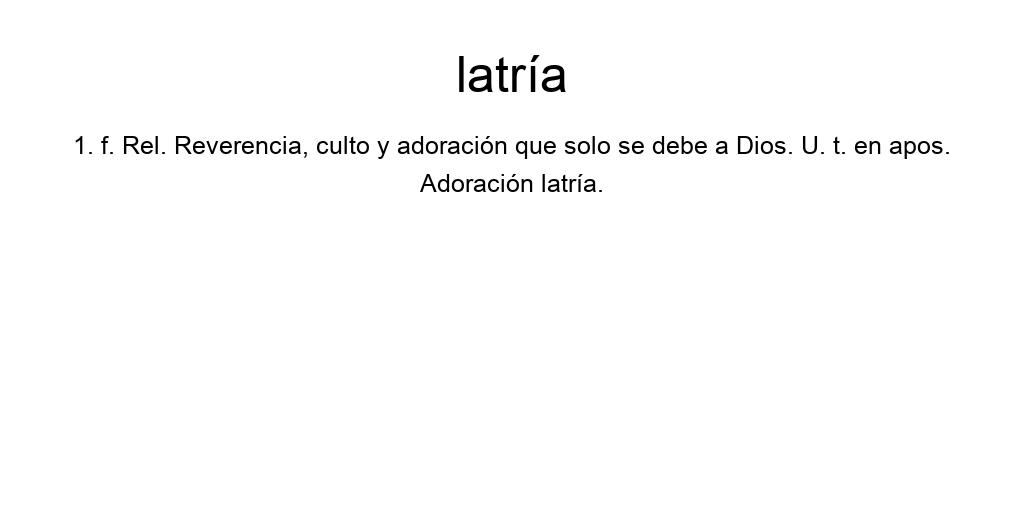 latría
1. f. Rel. Reverencia, culto y adoración que solo se debe a Dios. U. t. en apos.
Adoración latría.